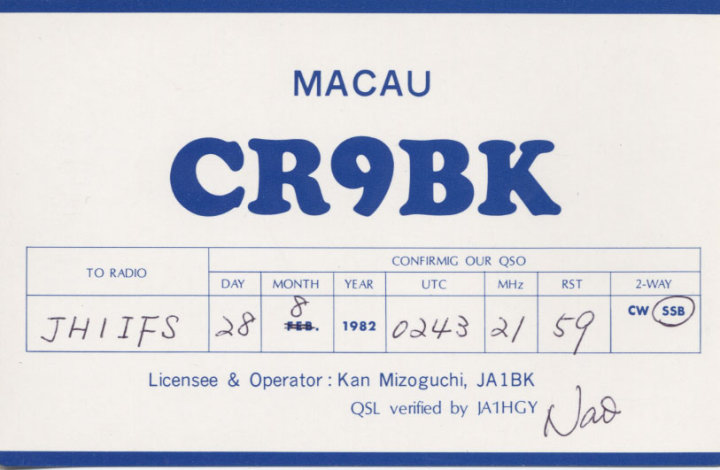 MACAU
CR9BK
TO RADIO
CONFIRMIG OUR QSO
DAY MONTH YEAR UTC MHz RST 2-WAY
JH1IFS 28 8 FEB. 1982 0243 21 59 CW SSB
Licensee & Operator : Kan Mizoguchi, JA1BK
QSL verified by JA1HGY Nao